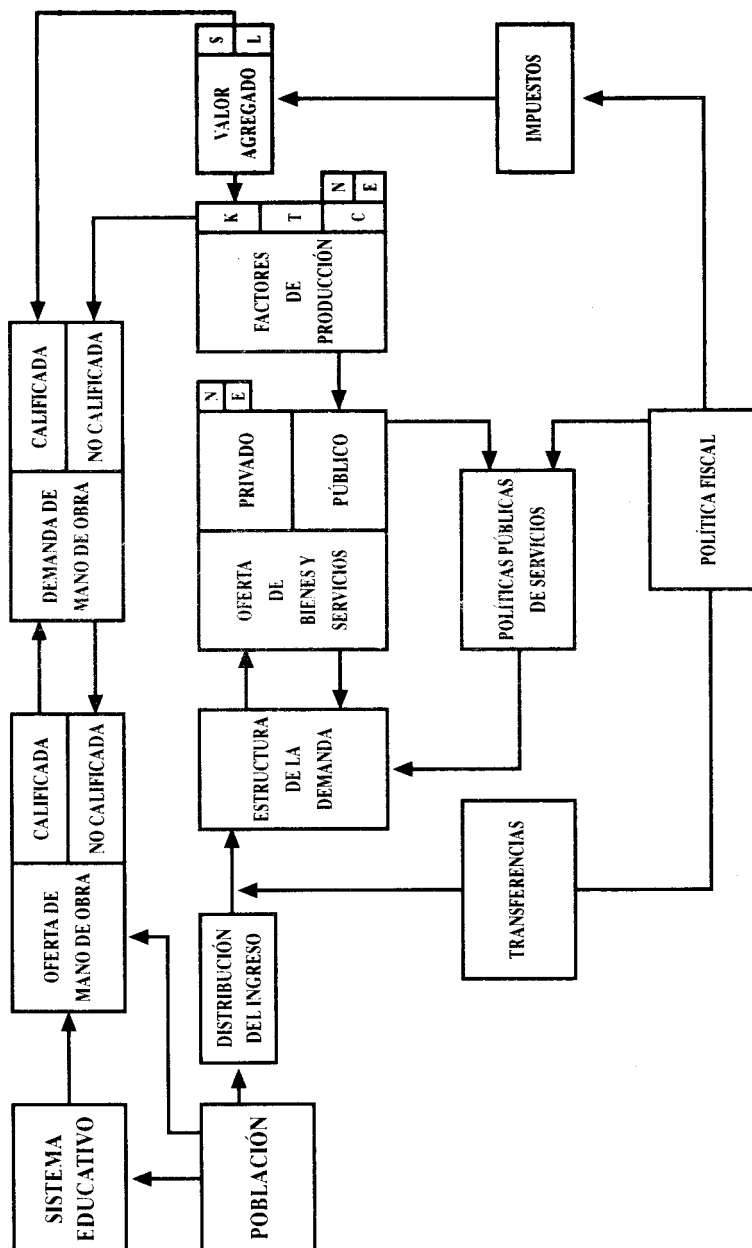 SISTEMA
EDUCATIVO
OFERTA DE
MANO DE OBRA
CALIFICADA
NO CALIFICADA
DEMANDA DE
MANO DE OBRA
CALIFICADA
NO CALIFICADA
POBLACIÓN
DISTRIBUCIÓN
DEL INGRESO
ESTRUCTURA
DE LA
DEMANDA
OFERTA
DE
BIENES Y
SERVICIOS
PRIVADO
N
E
PÚBLICO
FACTORES
DE
PRODUCCIÓN
K
T
C
N
E
VALOR
AGREGADO
S
L
TRANSFERENCIAS
POLÍTICAS PÚBLICAS
DE SERVICIOS
IMPUESTOS
POLÍTICA FISCAL